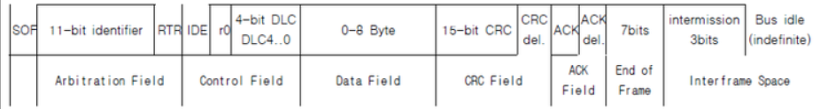 SOF 11-bit identifier RTR IDE r0 4-bit DLC DLC4..0 0-8 Byte 15-bit CRC CRC del. ACK ACK del. 7bits intermission 3bits Bus idle (indefinite)
Arbitration Field Control Field Data Field CRC Field ACK Field End of Frame Interframe Space